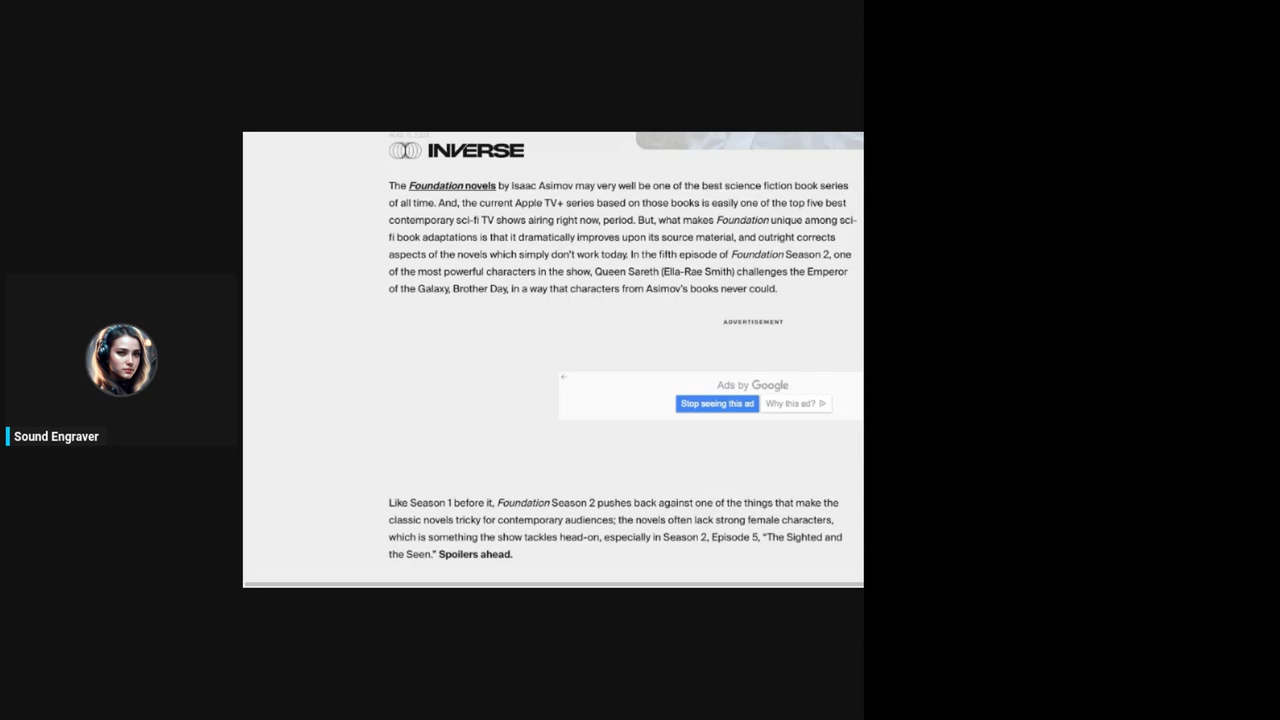 INVERSE
The Foundation novels by Isaac Asimov may very well be one of the best science fiction book series
of all time. And, the current Apple TV+ series based on those books is easily one of the top five best
contemporary sci-fi TV shows airing right now, period. But, what makes Foundation unique among sci-
fi book adaptations is that it dramatically improves upon its source material, and outright corrects
aspects of the novels which simply don't work today. In the fifth episode of Foundation Season 2, one
of the most powerful characters in the show, Queen Sareth (Ella-Rae Smith) challenges the Emperor
of the Galaxy, Brother Day, in a way that characters from Asimov's books never could.
ADVERTISEMENT
Ads by Google
Stop seeing this ad Why this ad?
Sound Engraver
Like Season 1 before it, Foundation Season 2 pushes back against one of the things that make the
classic novels tricky for contemporary audiences; the novels often lack strong female characters,
which is something the show tackles head-on, especially in Season 2, Episode 5, “The Sighted and
the Seen.” Spoilers ahead.